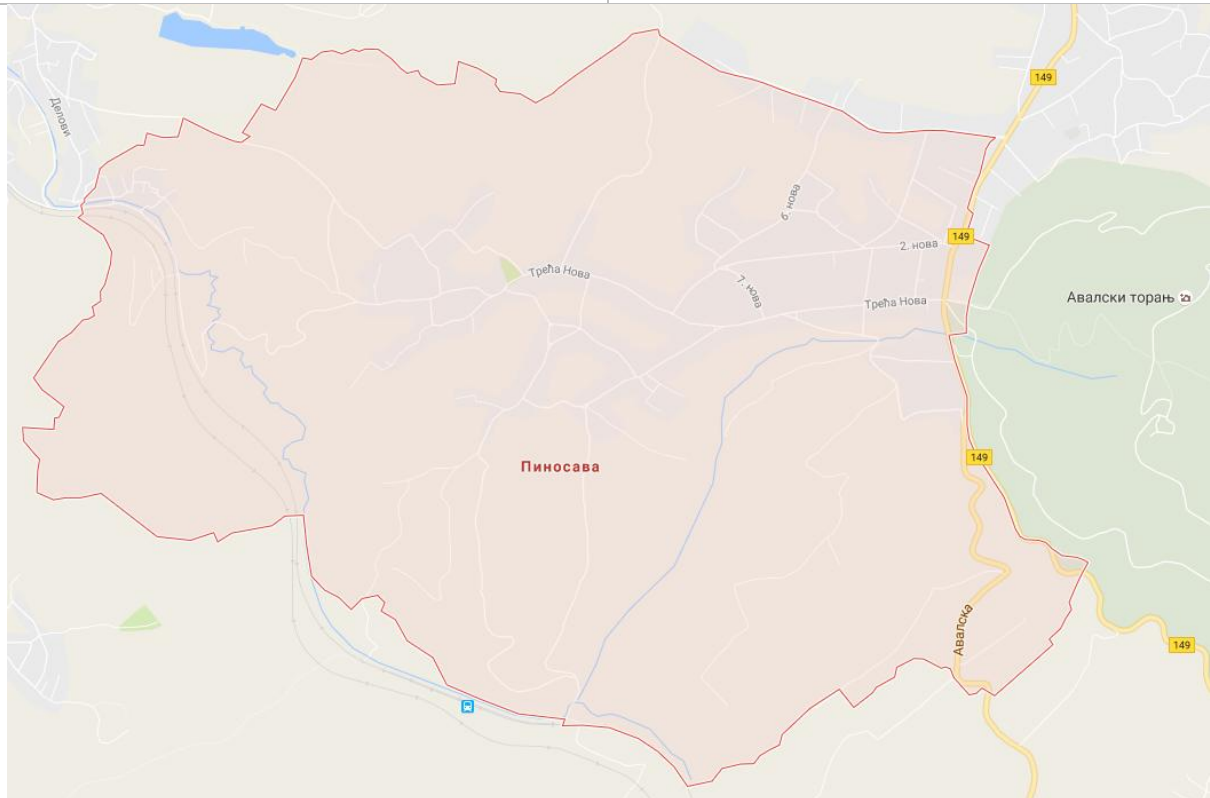 149
Делови
6. нова
149
2. нова
Трећа Нова
7. нова
Трећа Нова
Авалски торањ
Пиносава
149
Авалска
149